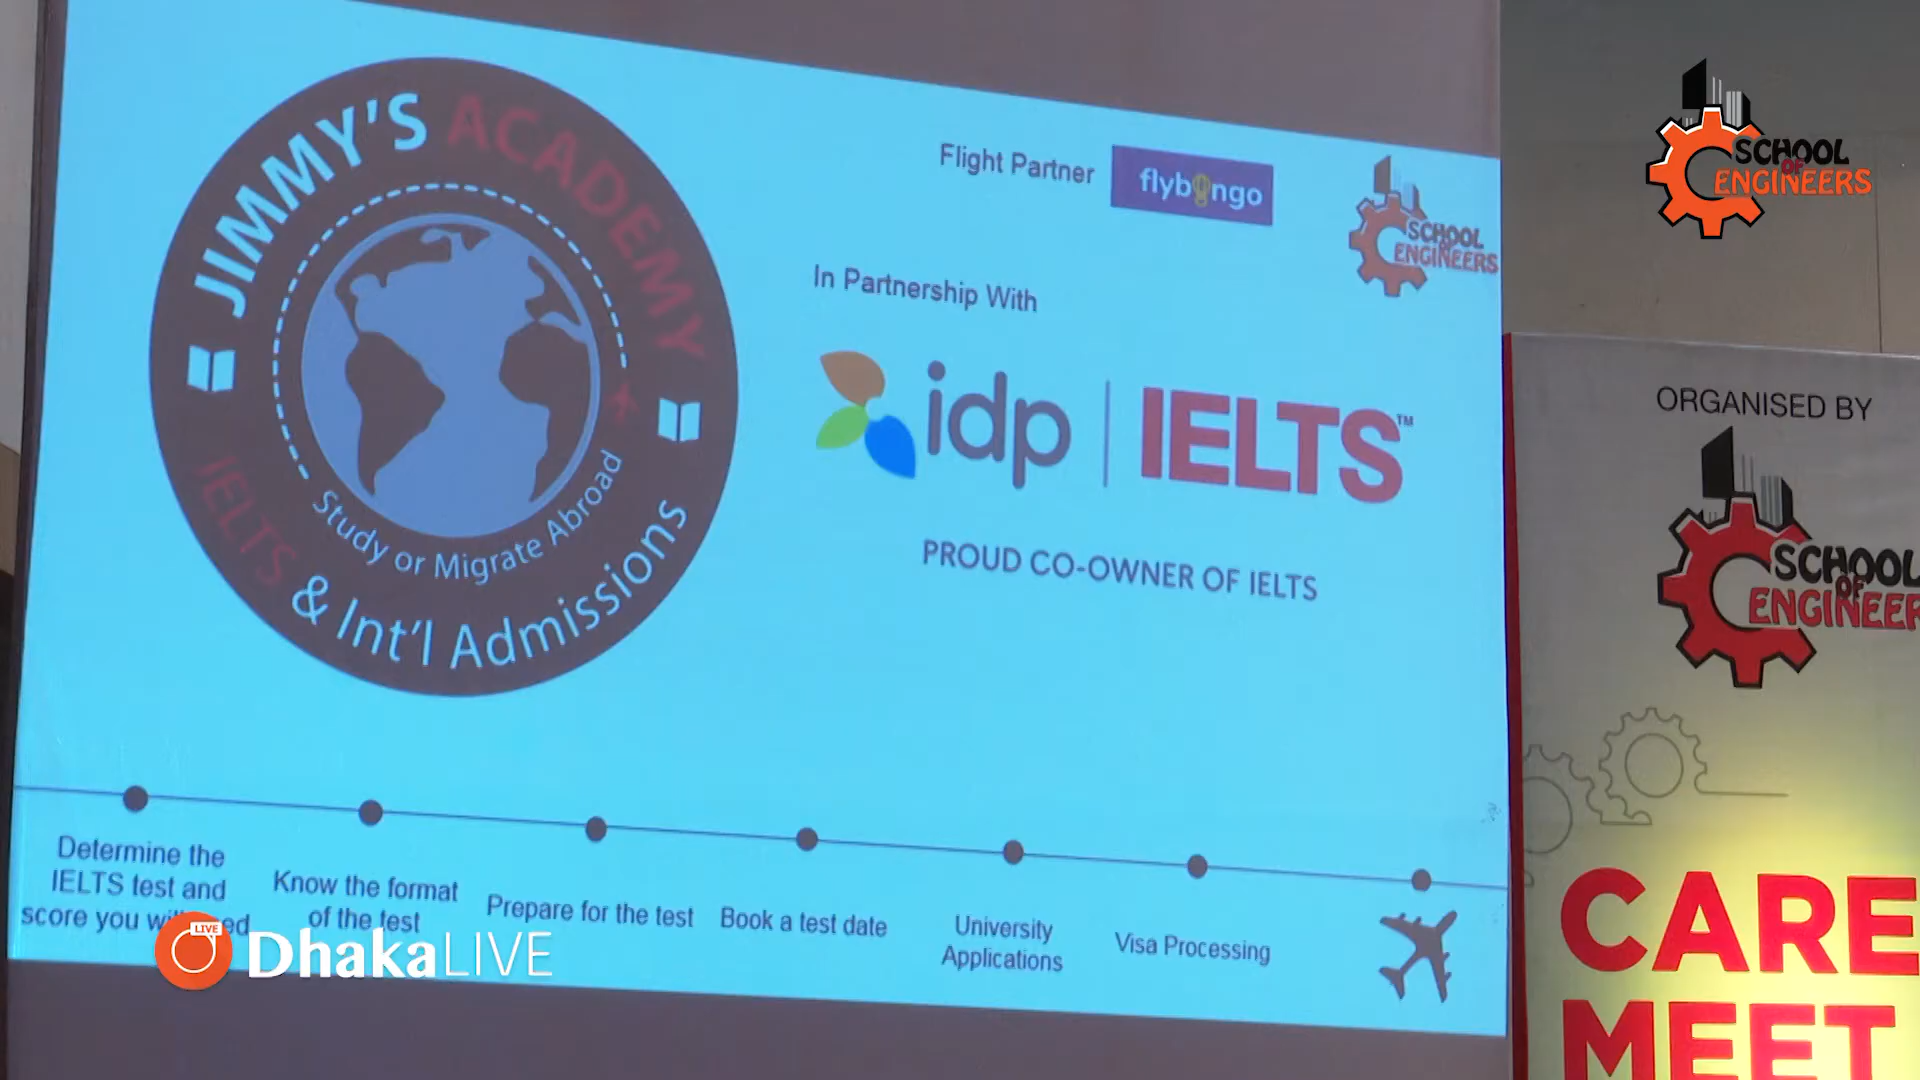 JIMMY'S ACADEMY
Study or Migrate Abroad
IELTS & Int'l Admissions
Flight Partner
flybongo
SCHOOL
ENGINEERS
In Partnership With
idp | IELTS™
PROUD CO-OWNER OF IELTS
Determine the
IELTS test and
score you
Know the format
of the test
Prepare for the test
Book a test date
University
Applications
Visa Processing
LIVE
DhakaLIVE
SCHOOL
OF
ENGINEERS
ORGANISED BY
SCHOOL
OF
ENGINEER
CARE
MEET